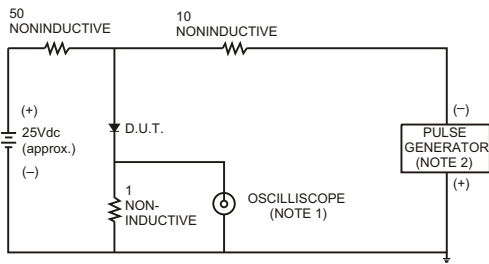 50
NONINDUCTIVE
10
NONINDUCTIVE
(+)
25Vdc
(approx.)
(–)
D.U.T.
1
NON-
INDUCTIVE
OSCILLISCOPE
(NOTE 1)
(–)
PULSE
GENERATOR
(NOTE 2)
(+)